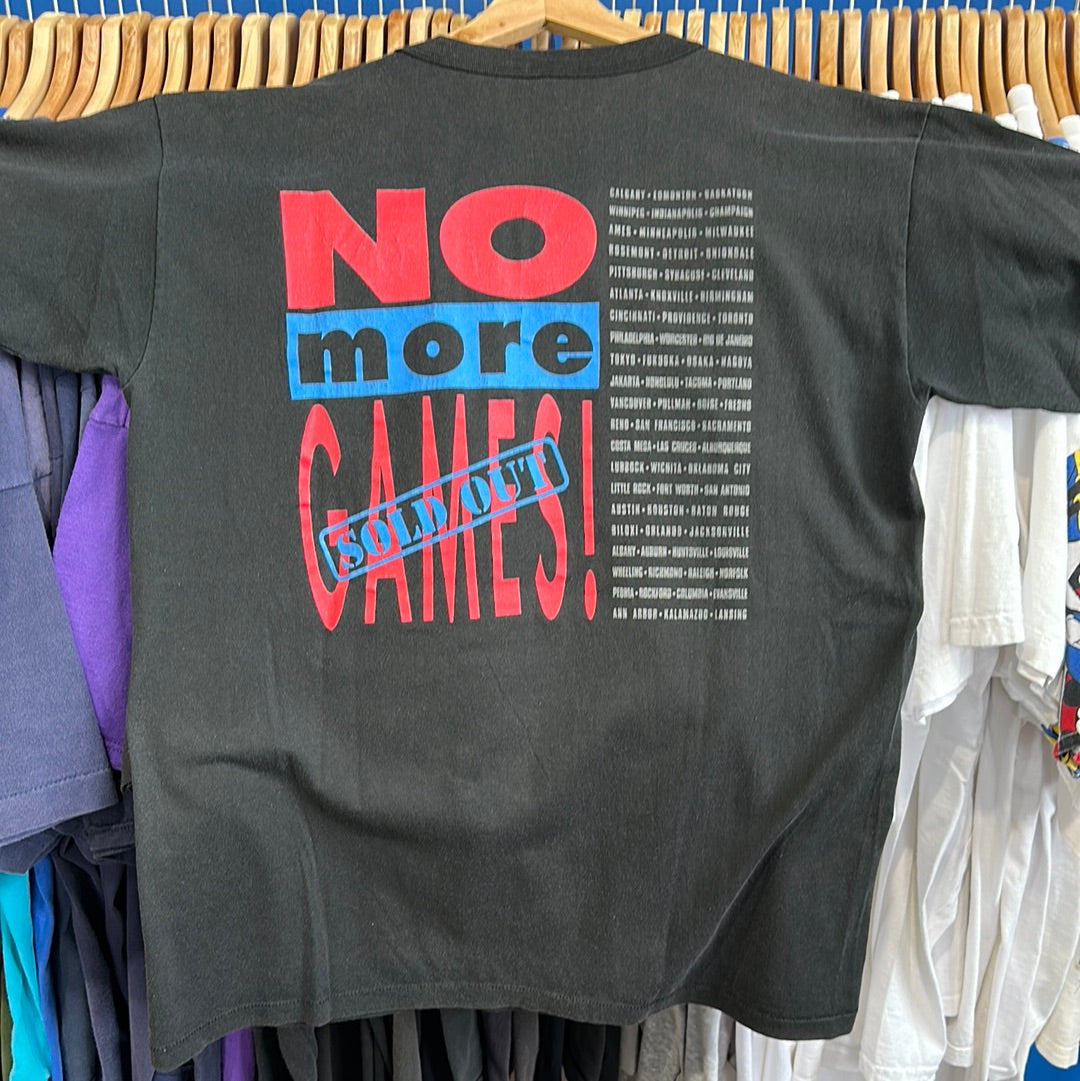 NO
more
GAMES!
SOLD OUT
CALGARY • EDMONTON • SASKATOON
WINNIPEG • INDIANAPOLIS • CHAMPAIGN
AMES • MINNEAPOLIS • MILWAUKEE
ROSEMONT • DETROIT • UNIONDALE
PITTSBURGH • SYRACUSE • CLEVELAND
ATLANTA • KNOXVILLE • BIRMINGHAM
CINCINNATI • PROVIDENCE • TORONTO
PHILADELPHIA • WORCESTER • RIO DE JANEIRO
TOKYO • FUKUOKA • OSAKA • NAGOYA
JAKARTA • HONOLULU • TACOMA • PORTLAND
VANCOUVER • PULLMAN • BOISE • FRESNO
RENO • SAN FRANCISCO • SACRAMENTO
COSTA MESA • LAS CRUCES • ALBUQUERQUE
LUBBOCK • WICHITA • OKLAHOMA CITY
LITTLE ROCK • FORT WORTH • SAN ANTONIO
AUSTIN • HOUSTON • BATON ROUGE
BILOXI • ORLANDO • JACKSONVILLE
ALBANY • AUBURN • HUNTSVILLE • LOUISVILLE
WHEELING • RICHMOND • RALEIGH • NORFOLK
PEORIA • ROCKFORD • COLUMBIA • EVANSVILLE
ANN ARBOR • KALAMAZOO • LANSING